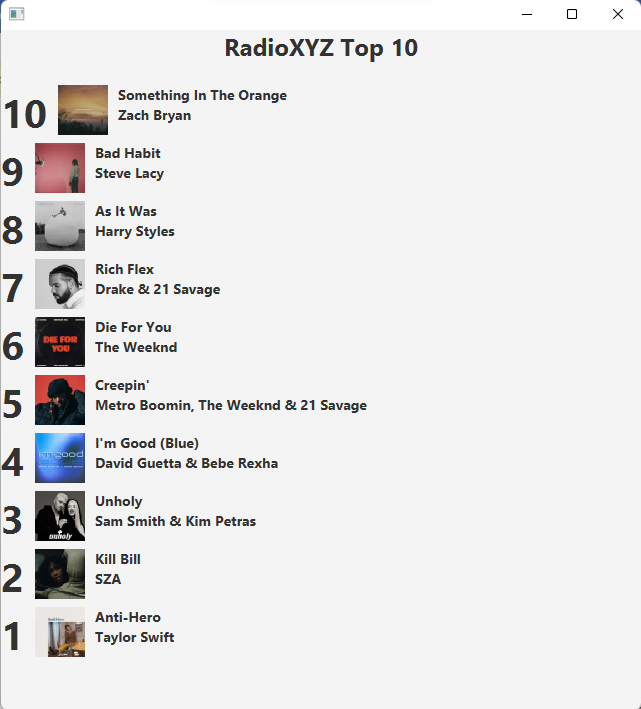 RadioXYZ Top 10
10
Something In The Orange
Zach Bryan
9
Bad Habit
Steve Lacy
8
As It Was
Harry Styles
7
Rich Flex
Drake & 21 Savage
6
DIE FOR
YOU
Die For You
The Weeknd
5
Creepin'
Metro Boomin, The Weeknd & 21 Savage
4
I'm Good (Blue)
David Guetta & Bebe Rexha
3
unholy
Unholy
Sam Smith & Kim Petras
2
Kill Bill
SZA
1
Anti-Hero
Taylor Swift